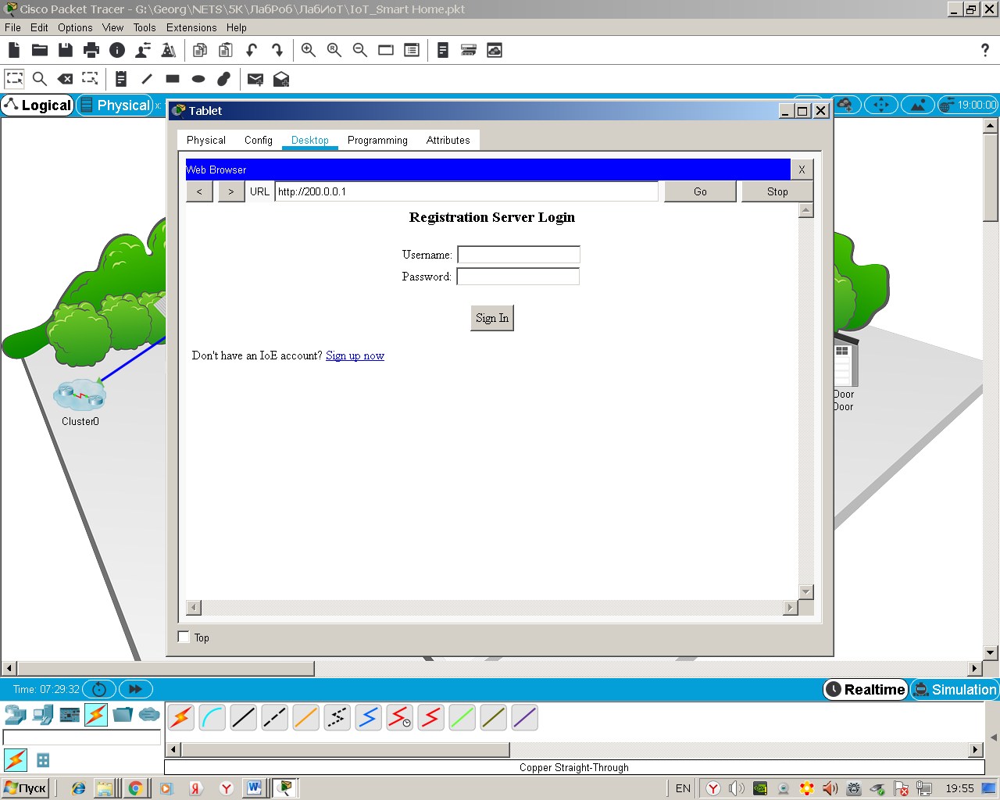 Cisco Packet Tracer - G:\Georg\NETS\5K\ЛабРоб\ЛабИоТ\IoT_Smart Home.pkt
File Edit Options View Tools Extensions Help
?
Logical Physical x: 19:00:00
Tablet
Physical Config Desktop Programming Attributes
Web Browser X
< > URL http://200.0.0.1 Go Stop
Registration Server Login
Username:
Password:
Sign In
Don't have an IoE account? Sign up now
Cluster0
Door
Door
Top
Time: 07:29:32 Realtime Simulation
Copper Straight-Through
Пуск EN 19:55